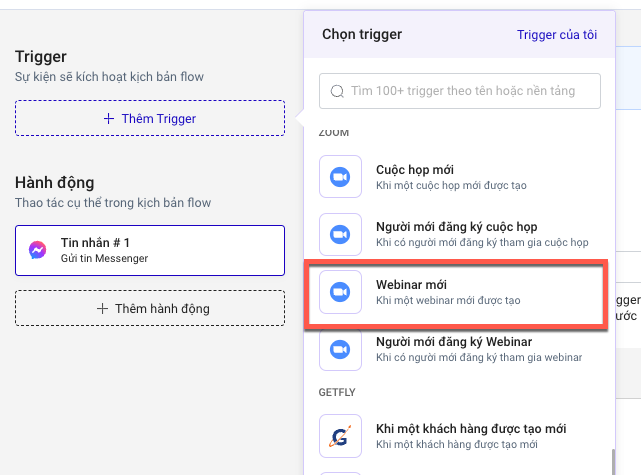 Trigger
Sự kiện sẽ kích hoạt kịch bản flow
+ Thêm Trigger
Hành động
Thao tác cụ thể trong kịch bản flow
Tin nhắn # 1
Gửi tin Messenger
+ Thêm hành động
Chọn trigger
Trigger của tôi
Tìm 100+ trigger theo tên hoặc nền tảng
ZOOM
Cuộc họp mới
Khi một cuộc họp mới được tạo
Người mới đăng ký cuộc họp
Khi có người mới đăng ký tham gia cuộc họp
Webinar mới
Khi một webinar mới được tạo
Người mới đăng ký Webinar
Khi có người mới đăng ký tham gia webinar
GETFLY
Khi một khách hàng được tạo mới
Khi một khách hàng được tạo mới